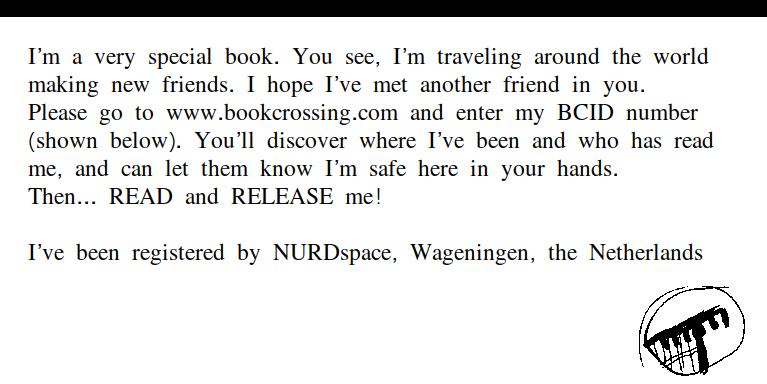 I'm a very special book. You see, I'm traveling around the world
making new friends. I hope I've met another friend in you.
Please go to www.bookcrossing.com and enter my BCID number
(shown below). You'll discover where I've been and who has read
me, and can let them know I'm safe here in your hands.
Then... READ and RELEASE me!
I've been registered by NURDspace, Wageningen, the Netherlands